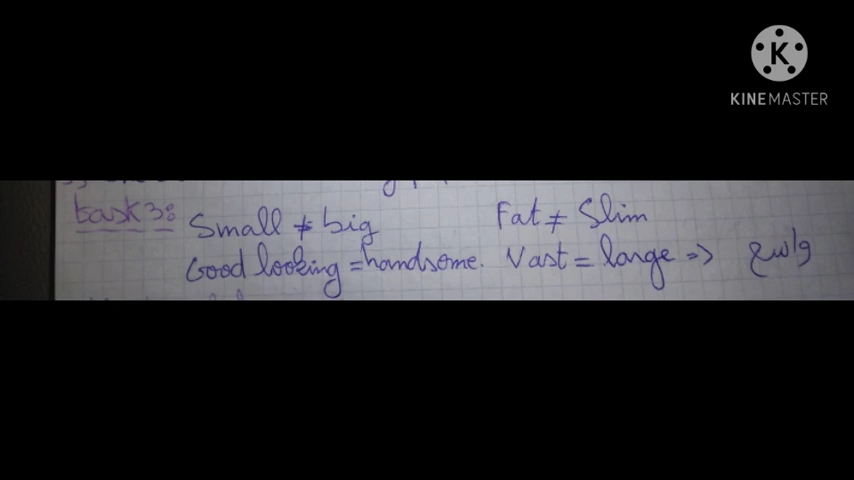 KINEMASTER
task 3: Small ≠ big Fat ≠ Slim
Good looking = handsome. Vast = large => واسع